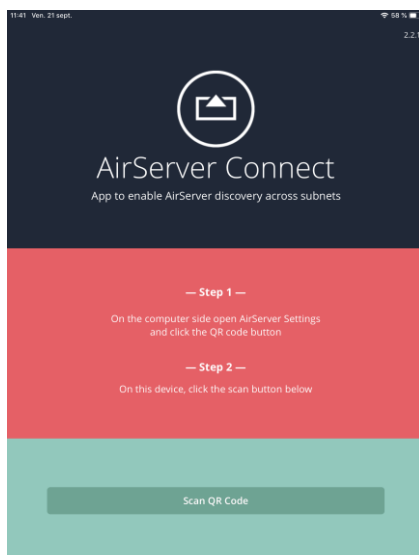 11:41 Ven. 21 sept. 58 %
2.2.1
AirServer Connect
App to enable AirServer discovery across subnets
— Step 1 —
On the computer side open AirServer Settings
and click the QR code button
— Step 2 —
On this device, click the scan button below
Scan QR Code